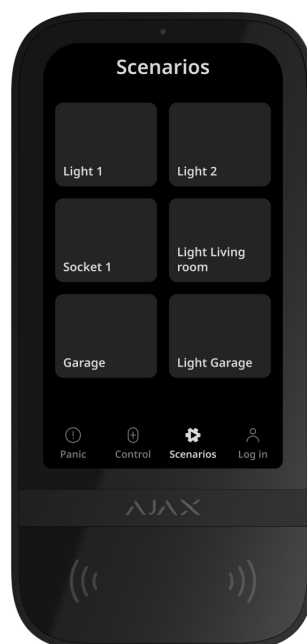 Scenarios
Light 1
Light 2
Socket 1
Light Living
room
Garage
Light Garage
Panic
Control
Scenarios
Log in
AJAX